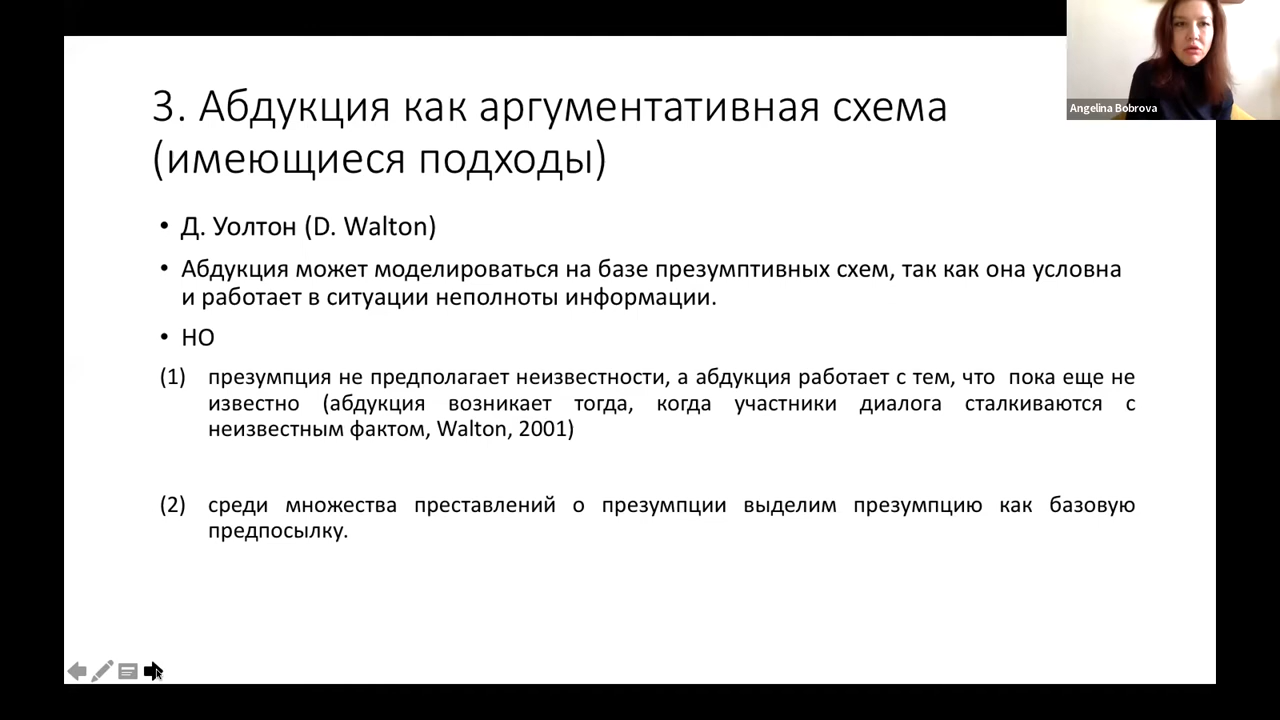 3. Абдукция как аргументативная схема
(имеющиеся подходы)
Angelina Bobrova
• Д. Уолтон (D. Walton)
• Абдукция может моделироваться на базе презумптивных схем, так как она условна
и работает в ситуации неполноты информации.
• НО
(1) презумпция не предполагает неизвестности, а абдукция работает с тем, что пока еще не
известно (абдукция возникает тогда, когда участники диалога сталкиваются с
неизвестным фактом, Walton, 2001)
(2) среди множества преставлений о презумпции выделим презумпцию как базовую
предпосылку.